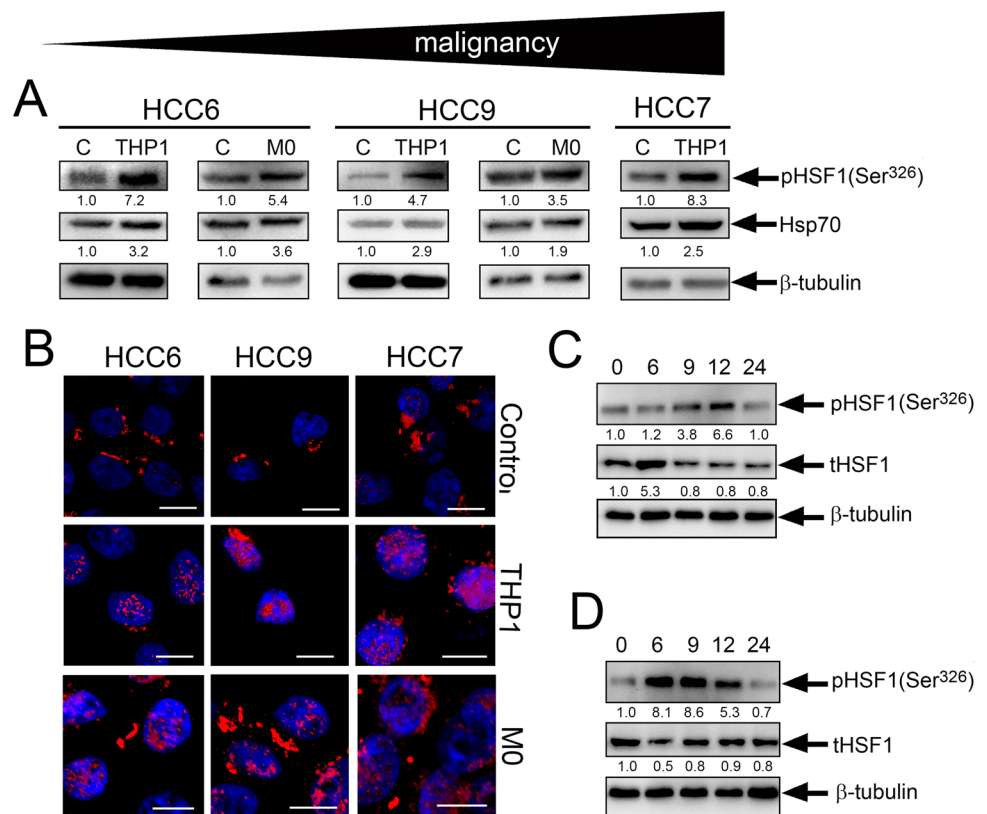 malignancy
A
HCC6 HCC9 HCC7
C THP1 C M0 C THP1 C M0 C THP1
pHSF1(Ser326)
1.0 7.2 1.0 5.4 1.0 4.7 1.0 3.5 1.0 8.3
Hsp70
1.0 3.2 1.0 3.6 1.0 2.9 1.0 1.9 1.0 2.5
β-tubulin
B
HCC6 HCC9 HCC7
Control
THP1
M0
C
0 6 9 12 24
pHSF1(Ser326)
1.0 1.2 3.8 6.6 1.0
tHSF1
1.0 5.3 0.8 0.8 0.8
β-tubulin
D
0 6 9 12 24
pHSF1(Ser326)
1.0 8.1 8.6 5.3 0.7
tHSF1
1.0 0.5 0.8 0.9 0.8
β-tubulin